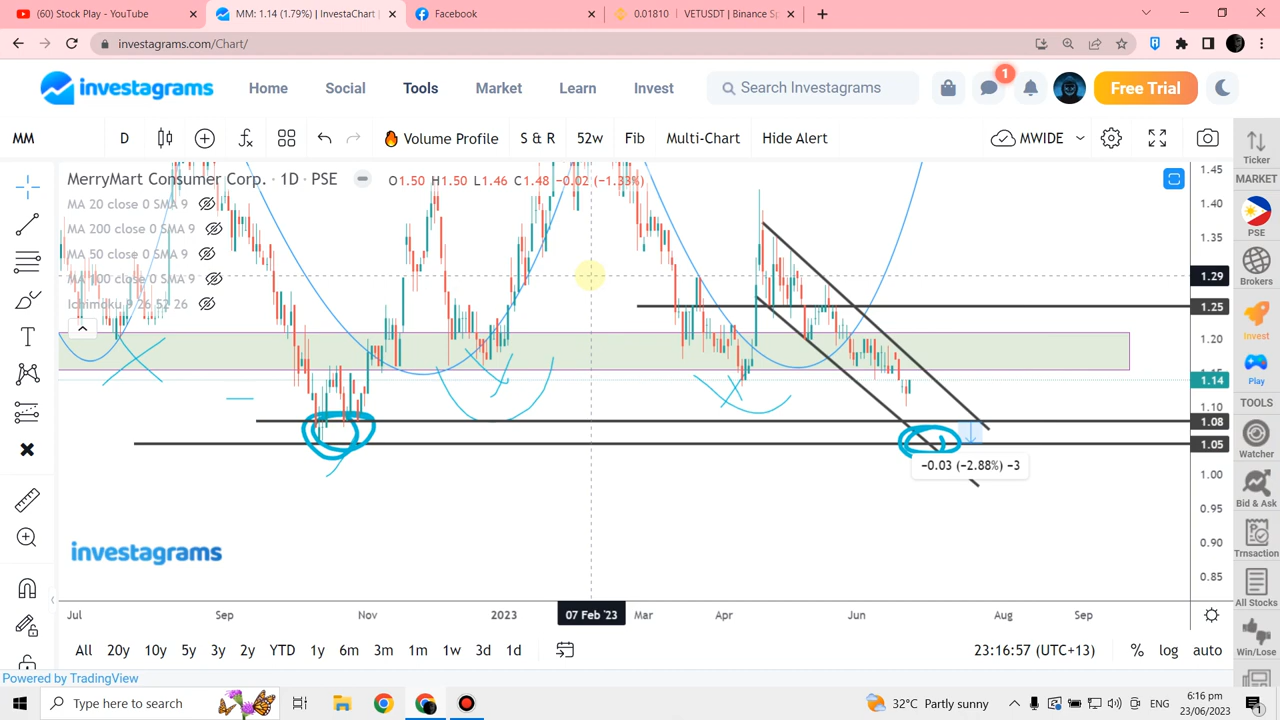 (60) Stock Play - YouTube
MM: 1.14 (1.79%) | InvestaChart |
Facebook
0.01810 | VETUSDT | Binance Sp
investagrams.com/Chart/
investagrams
Home
Social
Tools
Market
Learn
Invest
Search Investagrams
1
Free Trial
MM
D
Volume Profile
S & R
52w
Fib
Multi-Chart
Hide Alert
MWIDE
Ticker
MerryMart Consumer Corp. · 1D · PSE
O1.50 H1.50 L1.46 C1.48 -0.02 (-1.33%)
MA 20 close 0 SMA 9
MA 200 close 0 SMA 9
MA 50 close 0 SMA 9
MA 100 close 0 SMA 9
Ichimoku 9 26 52 26
1.45
1.40
1.35
1.29
1.25
1.20
1.15
1.14
1.10
1.08
1.05
1.00
0.95
0.90
0.85
-0.03 (-2.88%) -3
investagrams
MARKET
PSE
Brokers
Invest
Play
TOOLS
Watcher
Bid & Ask
Trnsaction
All Stocks
Win/Lose
Jul
Sep
Nov
2023
07 Feb '23
Mar
Apr
Jun
Aug
Sep
All
20y
10y
5y
3y
2y
YTD
1y
6m
3m
1m
1w
3d
1d
23:16:57 (UTC+13)
%
log
auto
Powered by TradingView
Type here to search
32°C Partly sunny
ENG
6:16 pm
23/06/2023
1